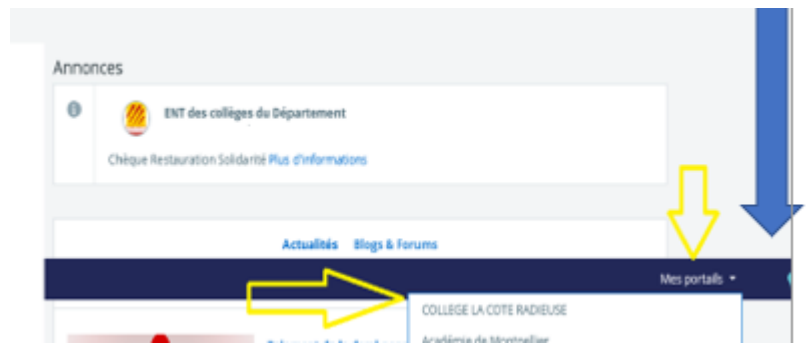 Annonces
ENT des collèges du Département
Chèque Restauration Solidarité Plus d'informations
Actualités Blogs & Forums
Mes portails
COLLEGE LA COTE RADIEUSE
Académie de Montpellier